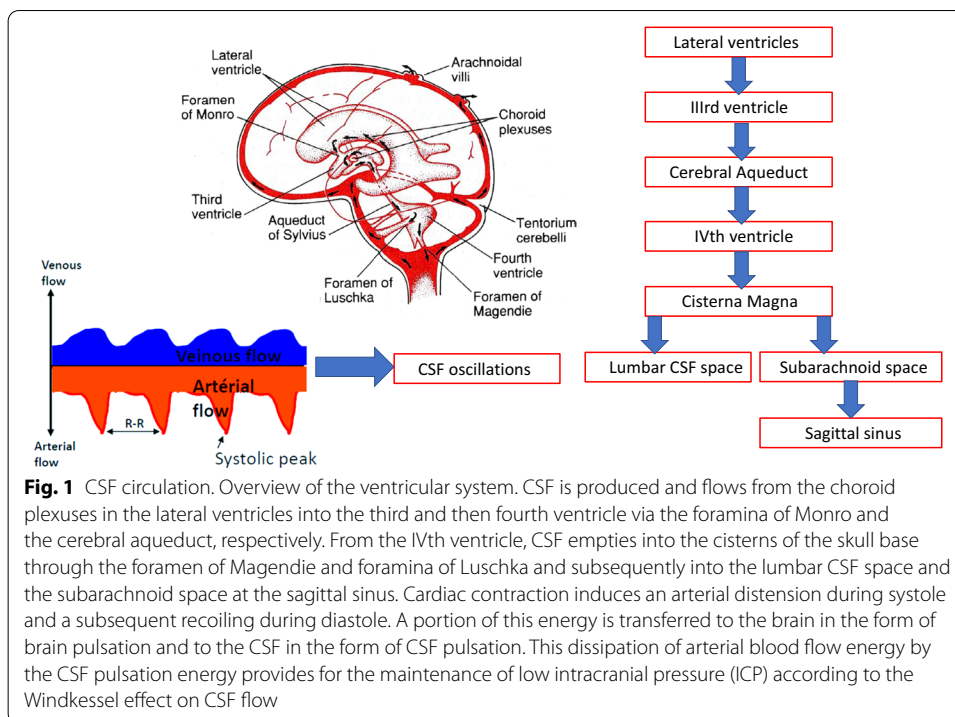 Lateral
ventricle
Foramen
of Monro
Third
ventricle
Aqueduct
of Sylvius
Foramen of
Luschka
Arachnoidal
villi
Choroid
plexuses
Tentorium
cerebelli
Fourth
ventricle
Foramen of
Magendie
Venous
flow
Veinous flow
Artérial
flow
R-R
Arterial
flow
Systolic peak
CSF oscillations
Lateral ventricles
IIIrd ventricle
Cerebral Aqueduct
IVth ventricle
Cisterna Magna
Lumbar CSF space
Subarachnoid space
Sagittal sinus
Fig. 1 CSF circulation. Overview of the ventricular system. CSF is produced and flows from the choroid
plexuses in the lateral ventricles into the third and then fourth ventricle via the foramina of Monro and
the cerebral aqueduct, respectively. From the IVth ventricle, CSF empties into the cisterns of the skull base
through the foramen of Magendie and foramina of Luschka and subsequently into the lumbar CSF space and
the subarachnoid space at the sagittal sinus. Cardiac contraction induces an arterial distension during systole
and a subsequent recoiling during diastole. A portion of this energy is transferred to the brain in the form of
brain pulsation and to the CSF in the form of CSF pulsation. This dissipation of arterial blood flow energy by
the CSF pulsation energy provides for the maintenance of low intracranial pressure (ICP) according to the
Windkessel effect on CSF flow